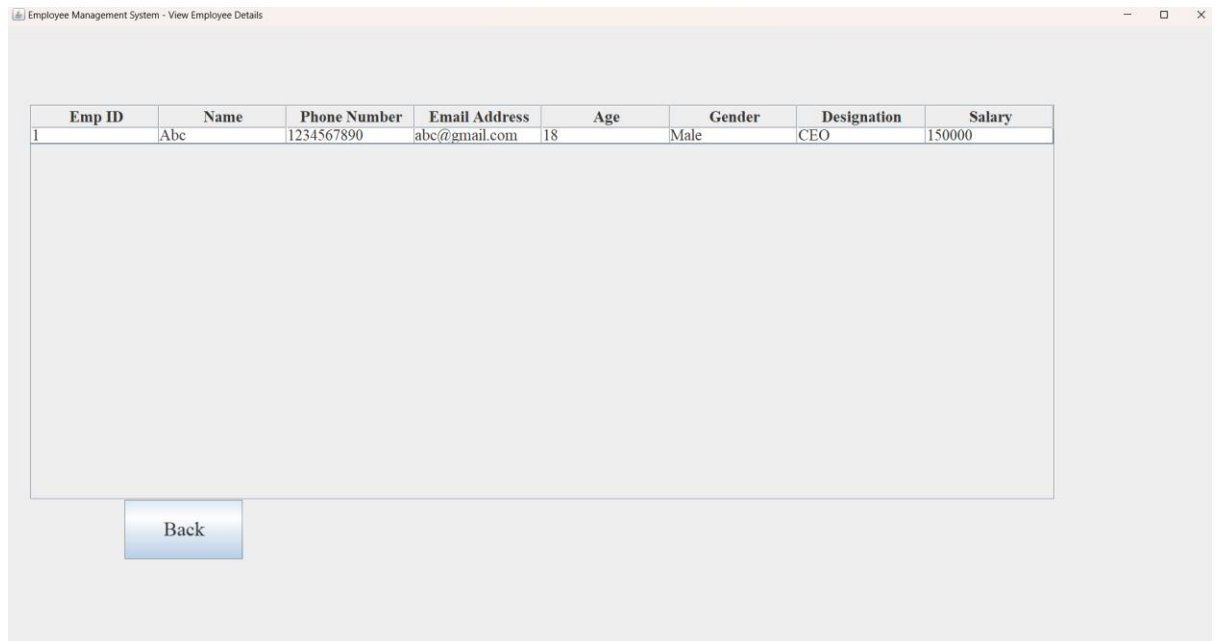 Employee Management System - View Employee Details
Emp ID Name Phone Number Email Address Age Gender Designation Salary
1 Abc 1234567890 abc@gmail.com 18 Male CEO 150000
Back